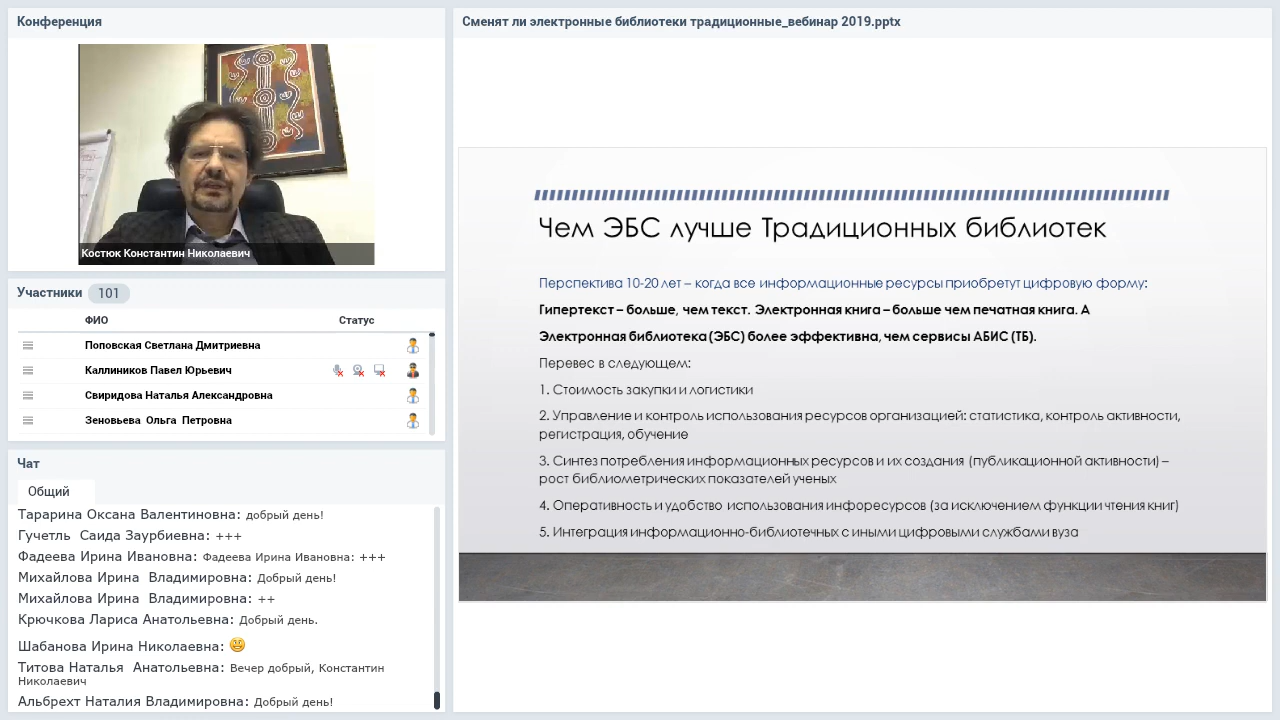 Конференция
Костюк Константин Николаевич
Участники 101
ФИО Статус
Поповская Светлана Дмитриевна
Каллиников Павел Юрьевич
Свиридова Наталья Александровна
Зеновьева Ольга Петровна
Чат
Общий
Тарарина Оксана Валентиновна: добрый день!
Гучетль Саида Заурбиевна: +++
Фадеева Ирина Ивановна: Фадеева Ирина Ивановна: +++
Михайлова Ирина Владимировна: Добрый день!
Михайлова Ирина Владимировна: ++
Крючкова Лариса Анатольевна: Добрый день.
Шабанова Ирина Николаевна:
Титова Наталья Анатольевна: Вечер добрый, Константин
Николаевич
Альбрехт Наталия Владимировна: Добрый день!
Сменят ли электронные библиотеки традиционные_вебинар 2019.pptx
Чем ЭБС лучше Традиционных библиотек
Перспектива 10-20 лет – когда все информационные ресурсы приобретут цифровую форму:
Гипертекст – больше, чем текст. Электронная книга – больше чем печатная книга. А
Электронная библиотека (ЭБС) более эффективна, чем сервисы АБИС (ТБ).
Перевес в следующем:
1. Стоимость закупки и логистики
2. Управление и контроль использования ресурсов организацией: статистика, контроль активности,
регистрация, обучение
3. Синтез потребления информационных ресурсов и их создания (публикационной активности) –
рост библиометрических показателей ученых
4. Оперативность и удобство использования инфоресурсов (за исключением функции чтения книг)
5. Интеграция информационно-библиотечных с иными цифровыми службами вуза